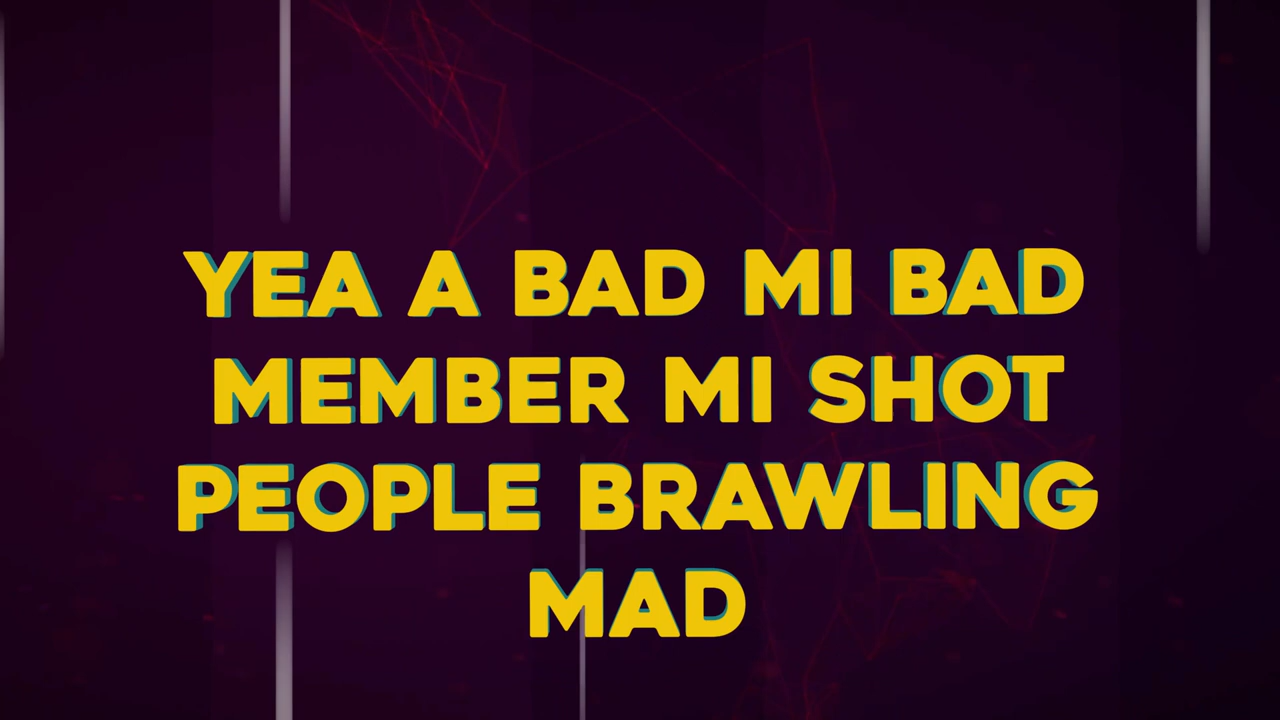 YEA A BAD MI BAD
MEMBER MI SHOT
PEOPLE BRAWLING
MAD